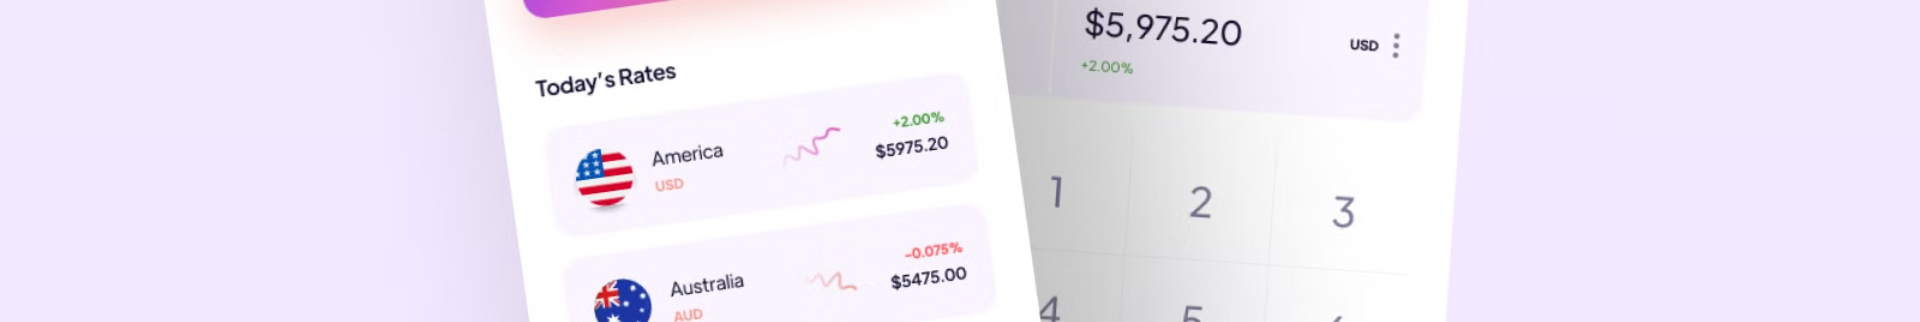 Today's Rates
America
USD
+2.00%
$5975.20
Australia
AUD
-0.075%
$5475.00
$5,975.20
USD
+2.00%
1 2 3
4 5